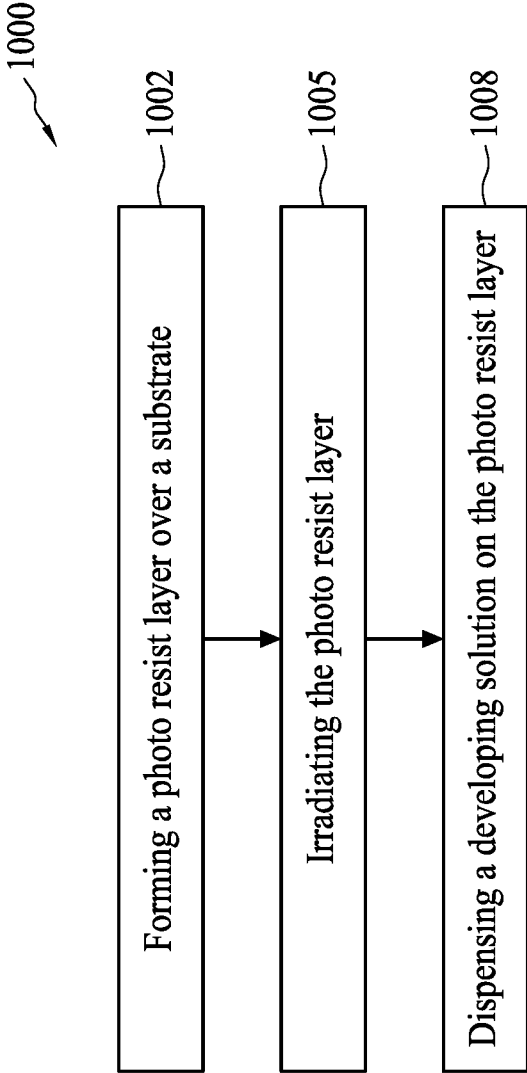 1000
Forming a photo resist layer over a substrate
1002
Irradiating the photo resist layer
1005
Dispensing a developing solution on the photo resist layer
1008